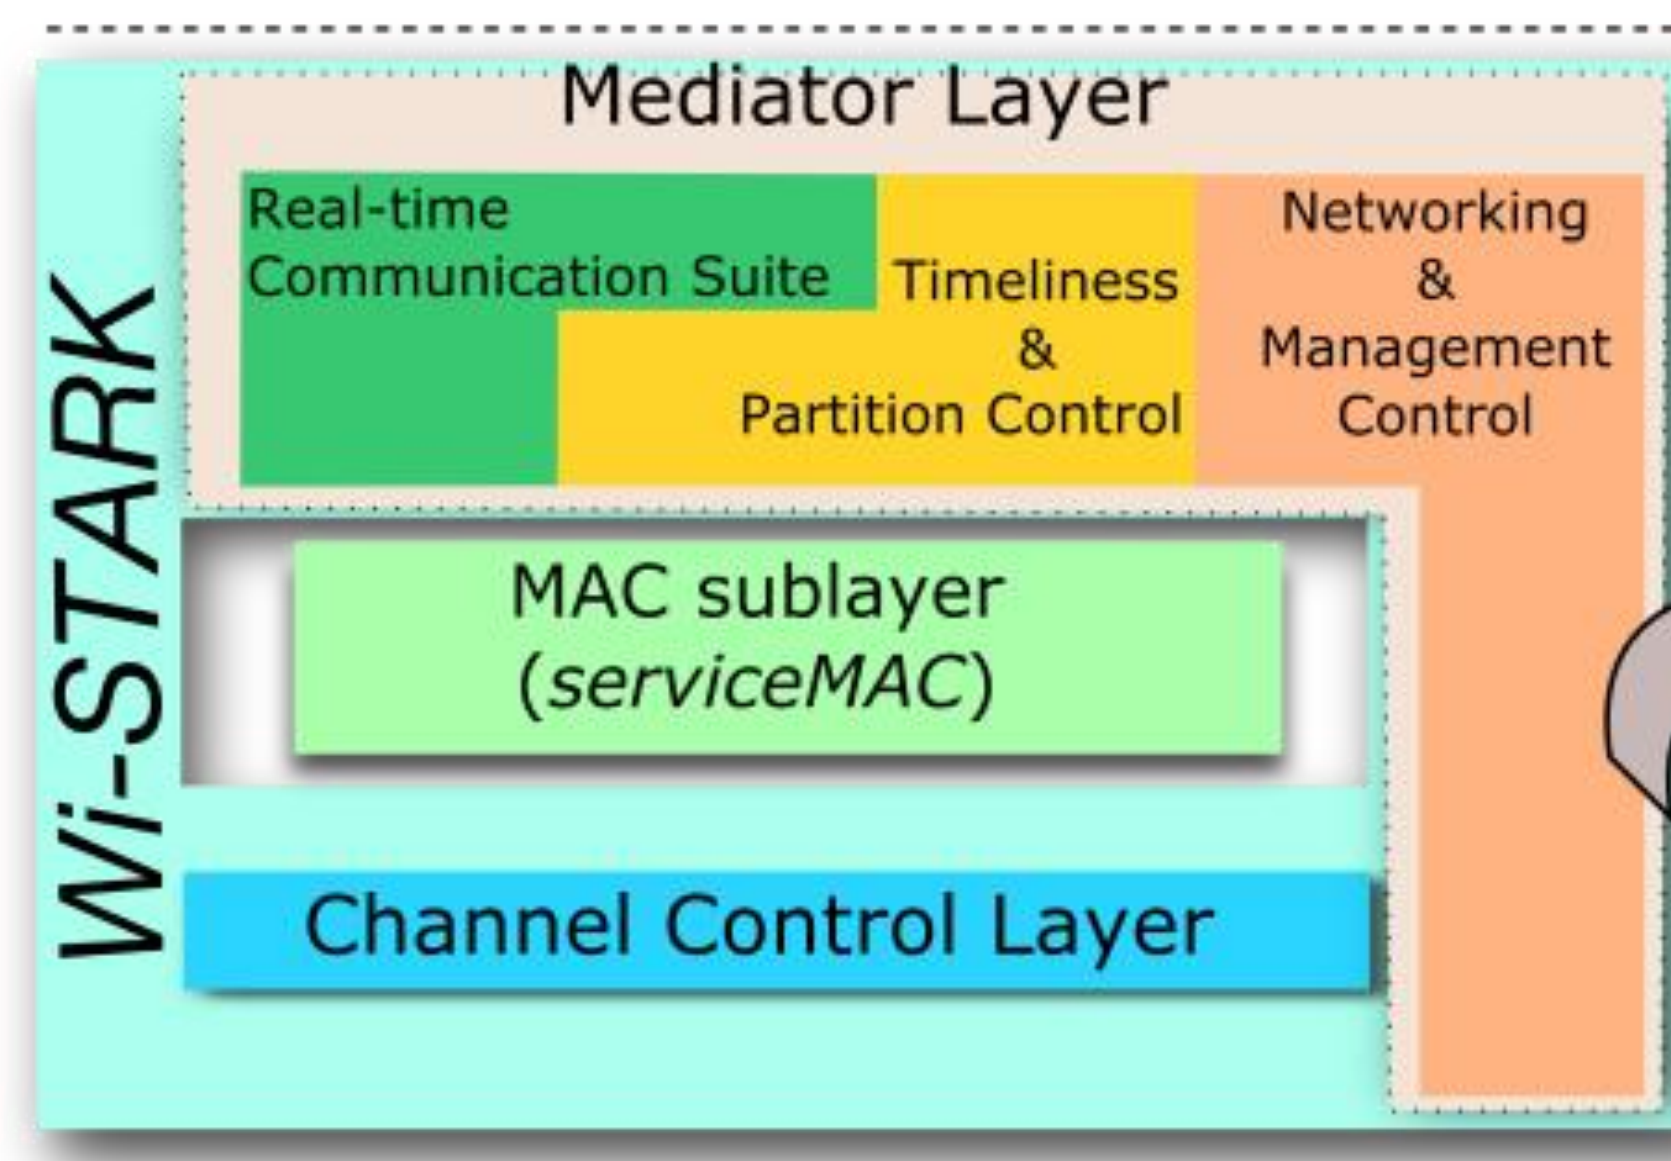 Mediator Layer
Real-time
Communication Suite
Timeliness
&
Partition Control
Networking
&
Management
Control
Wi-STARK
MAC sublayer
(serviceMAC)
Channel Control Layer